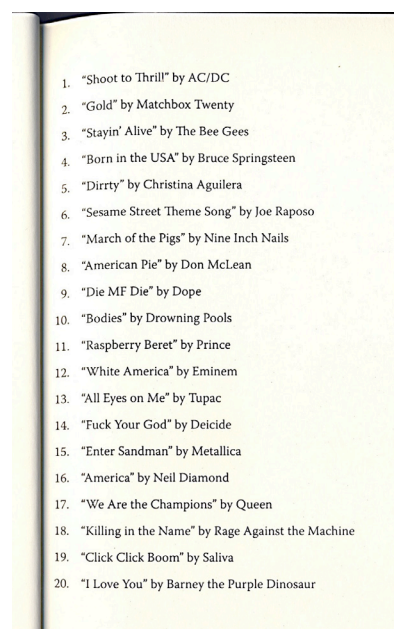 1. "Shoot to Thrill" by AC/DC
2. "Gold" by Matchbox Twenty
3. "Stayin' Alive" by The Bee Gees
4. "Born in the USA" by Bruce Springsteen
5. "Dirrty" by Christina Aguilera
6. "Sesame Street Theme Song" by Joe Raposo
7. "March of the Pigs" by Nine Inch Nails
8. "American Pie" by Don McLean
9. "Die MF Die" by Dope
10. "Bodies" by Drowning Pools
11. "Raspberry Beret" by Prince
12. "White America" by Eminem
13. "All Eyes on Me" by Tupac
14. "Fuck Your God" by Deicide
15. "Enter Sandman" by Metallica
16. "America" by Neil Diamond
17. "We Are the Champions" by Queen
18. "Killing in the Name" by Rage Against the Machine
19. "Click Click Boom" by Saliva
20. "I Love You" by Barney the Purple Dinosaur